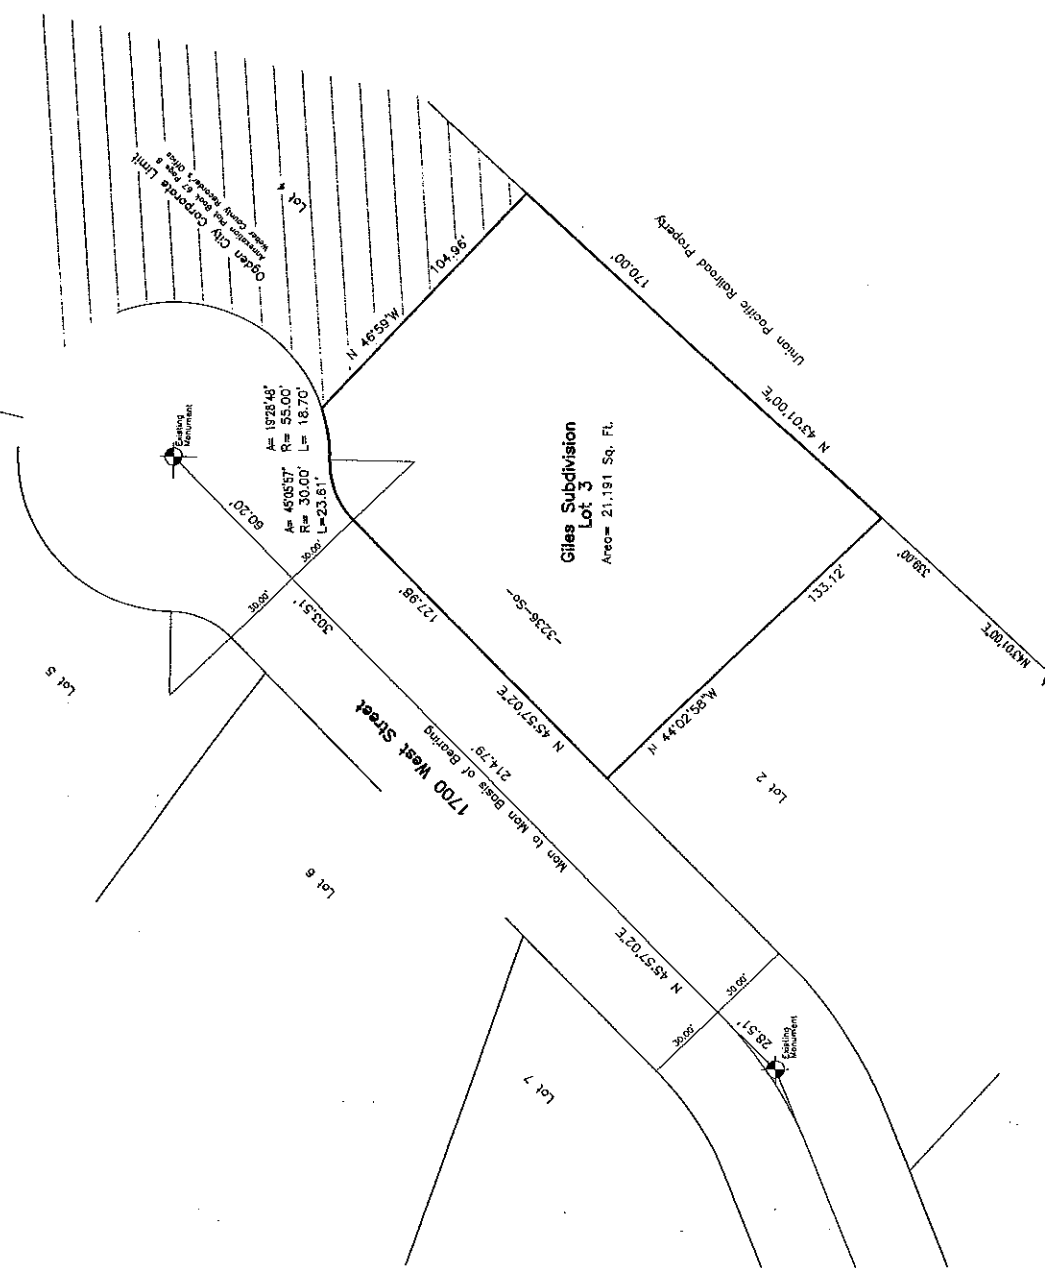 Ogden City Corporate Limit
Annexation Plat Book 67 Page 8
Weber County Recorder's Office
Lot 4
104.96'
N 46°59'W
170.00'
Union Pacific Railroad Property
N 43°01'00"E
Existing
Monument
60.20'
Δ= 19°28'48"
R= 55.00'
L= 18.70'
Δ= 45°05'57"
R= 30.00'
L=23.61'
30.00'
30.00'
303.51'
127.98'
Giles Subdivision
Lot 3
Area= 21,191 Sq. Ft.
-3236-So-
339.00'
N43°01'00"E
133.12'
N 44°02'58"W
N 45°57'02"E
Lot 5
1700 West Street
214.79'
Mon to Mon Basis of Bearing
Lot 2
Lot 6
N 45°57'02"E
30.00'
30.00'
28.51'
Existing
Monument
Lot 7